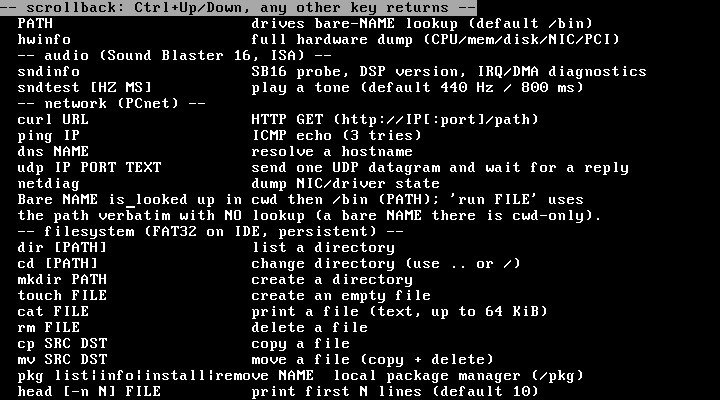 -- scrollback: Ctrl+Up/Down, any other key returns --
PATH drives bare-NAME lookup (default /bin)
hwinfo full hardware dump (CPU/mem/disk/NIC/PCI)
-- audio (Sound Blaster 16, ISA) --
sndinfo SB16 probe, DSP version, IRQ/DMA diagnostics
sndtest [HZ MS] play a tone (default 440 Hz / 800 ms)
-- network (PCnet) --
curl URL HTTP GET (http://IP[:port]/path)
ping IP ICMP echo (3 tries)
dns NAME resolve a hostname
udp IP PORT TEXT send one UDP datagram and wait for a reply
netdiag dump NIC/driver state
Bare NAME is looked up in cwd then /bin (PATH); 'run FILE' uses
the path verbatim with NO lookup (a bare NAME there is cwd-only).
-- filesystem (FAT32 on IDE, persistent) --
dir [PATH] list a directory
cd [PATH] change directory (use .. or /)
mkdir PATH create a directory
touch FILE create an empty file
cat FILE print a file (text, up to 64 KiB)
rm FILE delete a file
cp SRC DST copy a file
mv SRC DST move a file (copy + delete)
pkg list|info|install|remove NAME local package manager (/pkg)
head [-n N] FILE print first N lines (default 10)